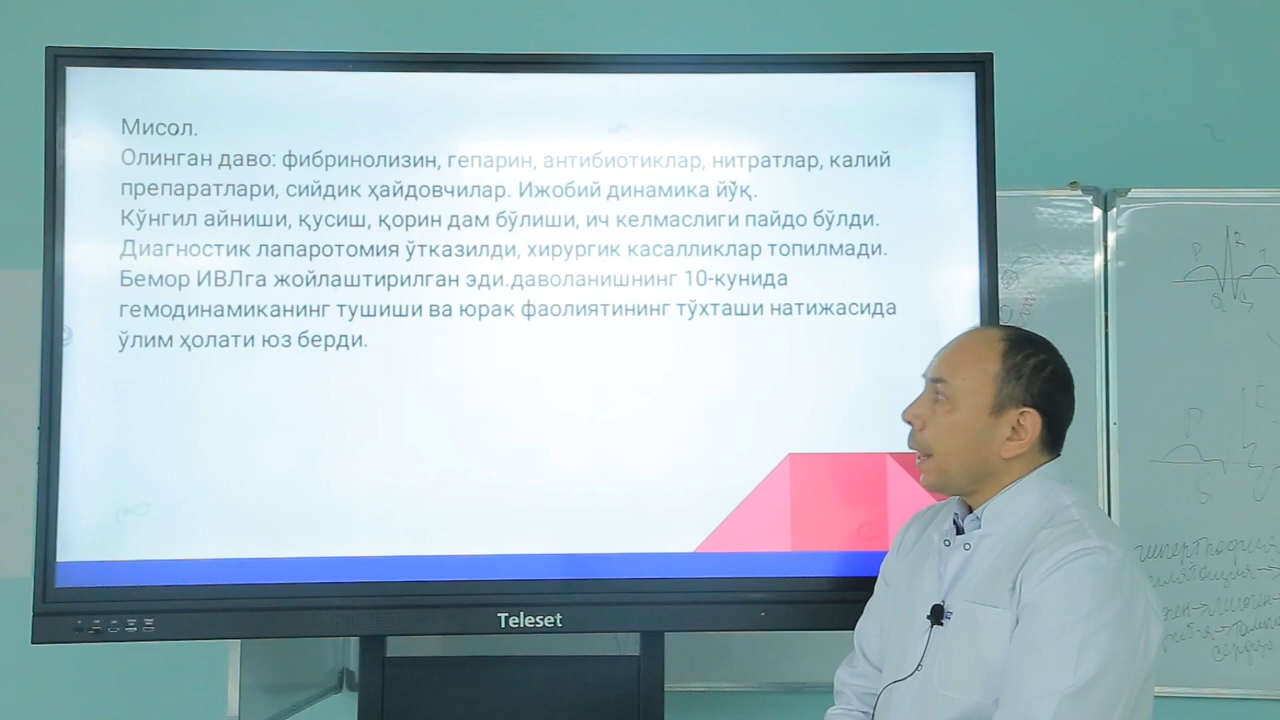 Мисол.
Олинган даво: фибринолизин, гепарин, антибиотиклар, нитратлар, калий
препаратлари, сийдик ҳайдовчилар. Ижобий динамика йўқ.
Кўнгил айниши, қусиш, қорин дам бўлиши, ич келмаслиги пайдо бўлди.
Диагностик лапаротомия ўтказилди, хирургик касалликлар топилмади.
Бемор ИВЛга жойлаштирилган эди.даволанишнинг 10-кунида
гемодинамиканинг тушиши ва юрак фаолиятининг тўхташи натижасида
ўлим ҳолати юз берди.
Teleset
P
R
T
Q
S
P
гипертрофия